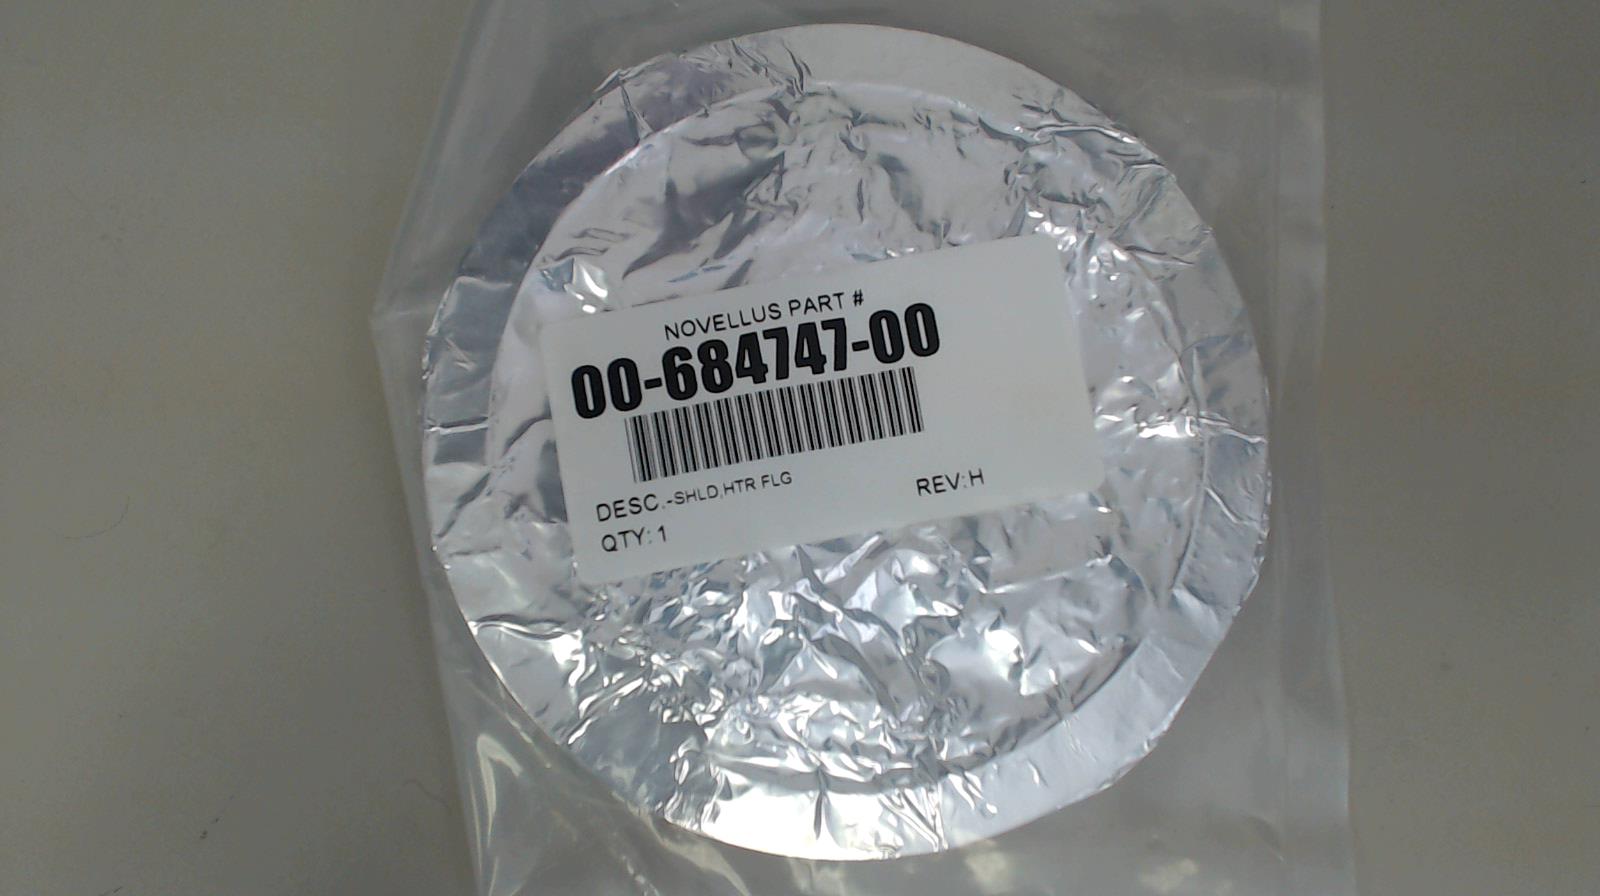 NOVELLUS PART #
00-684747-00
DESC.-SHLD,HTR FLG
REV:H
QTY: 1